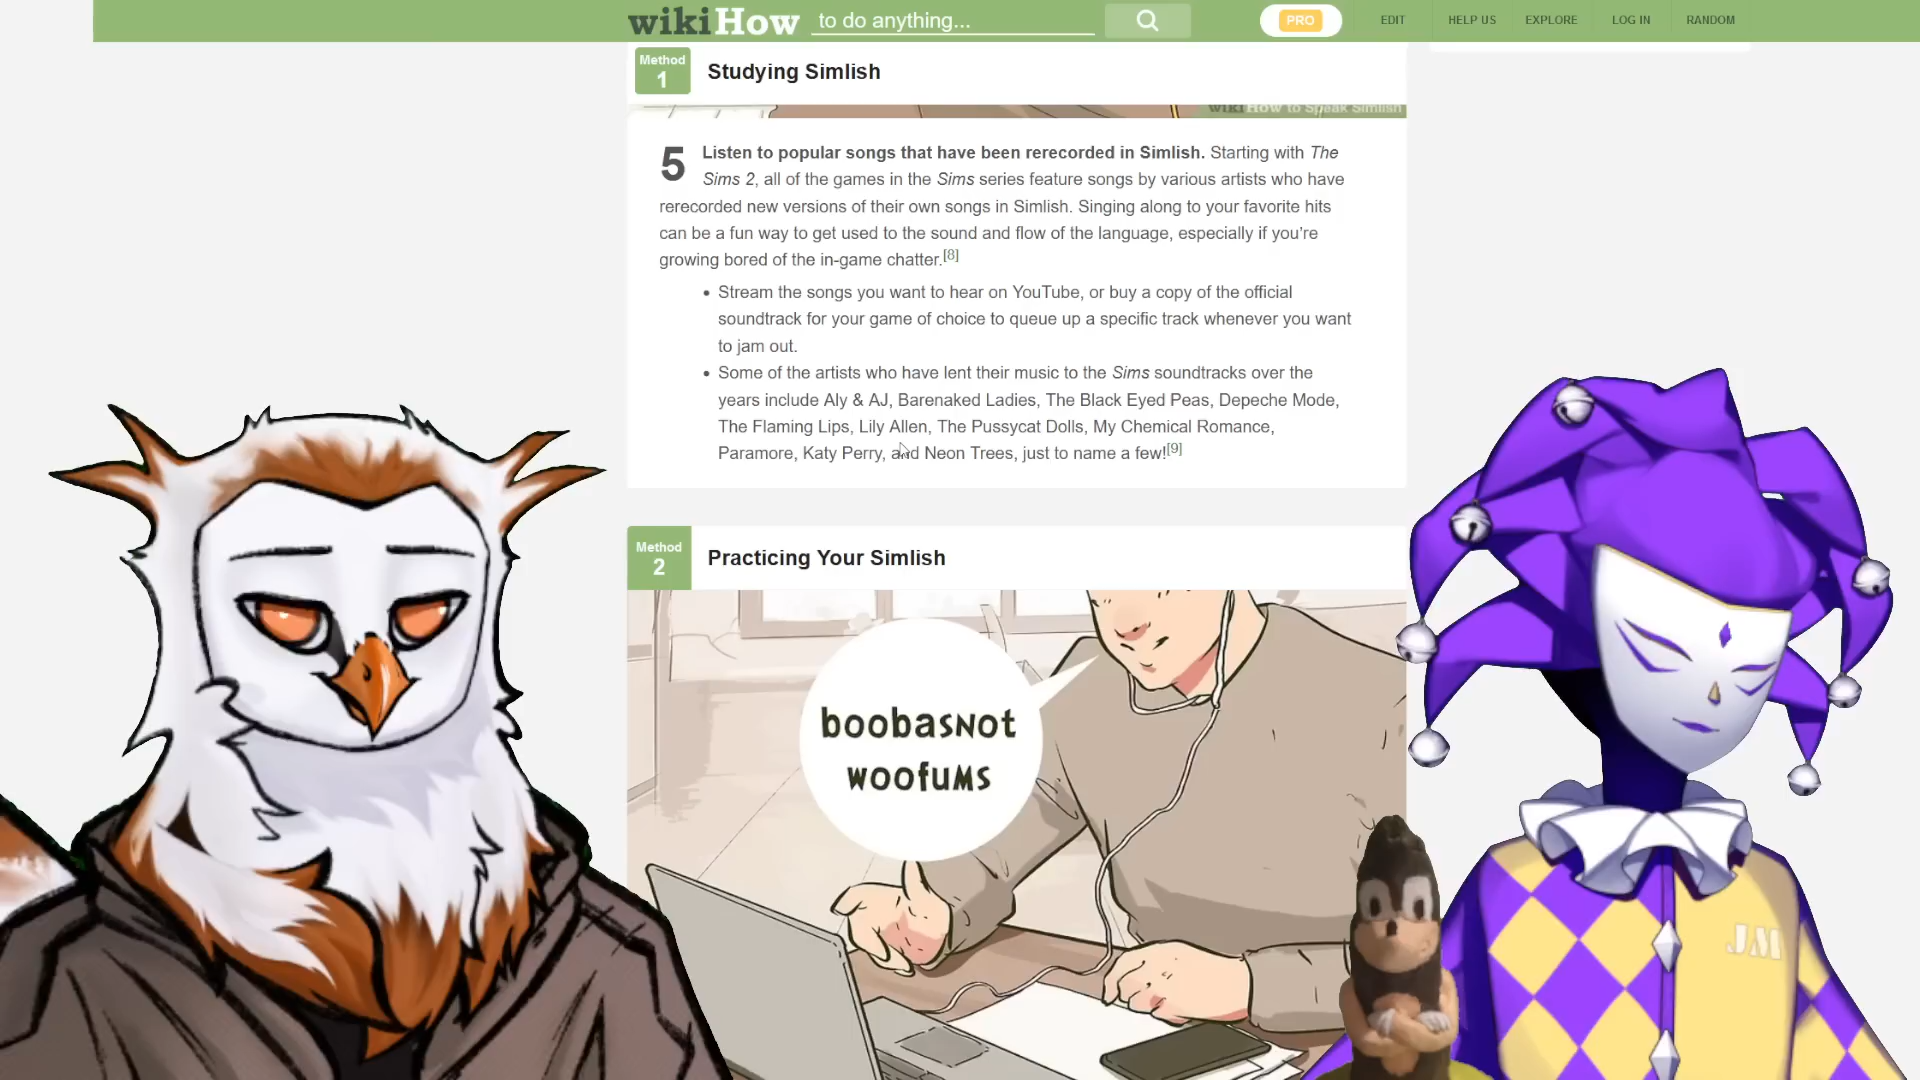 wikiHow to do anything... PRO EDIT HELP US EXPLORE LOG IN RANDOM
Method 1 Studying Simlish
wikiHow to Speak Simlish
5 Listen to popular songs that have been rerecorded in Simlish. Starting with The
Sims 2, all of the games in the Sims series feature songs by various artists who have
rerecorded new versions of their own songs in Simlish. Singing along to your favorite hits
can be a fun way to get used to the sound and flow of the language, especially if you're
growing bored of the in-game chatter.[8]
• Stream the songs you want to hear on YouTube, or buy a copy of the official
soundtrack for your game of choice to queue up a specific track whenever you want
to jam out.
• Some of the artists who have lent their music to the Sims soundtracks over the
years include Aly & AJ, Barenaked Ladies, The Black Eyed Peas, Depeche Mode,
The Flaming Lips, Lily Allen, The Pussycat Dolls, My Chemical Romance,
Paramore, Katy Perry, and Neon Trees, just to name a few![9]
Method 2 Practicing Your Simlish
boobasnot
woofums
JM